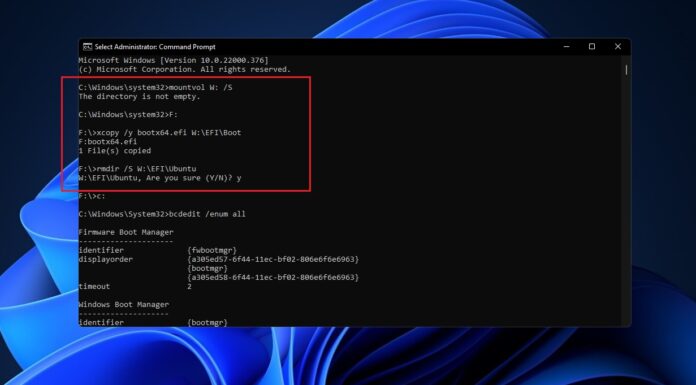 Select Administrator: Command Prompt
Microsoft Windows [Version 10.0.22000.376]
(c) Microsoft Corporation. All rights reserved.
C:\Windows\system32>mountvol W: /S
The directory is not empty.
C:\Windows\system32>F:
F:\>xcopy /y bootx64.efi W:\EFI\Boot
F:bootx64.efi
1 File(s) copied
F:\>rmdir /S W:\EFI\Ubuntu
W:\EFI\Ubuntu, Are you sure (Y/N)? y
F:\>c:
C:\Windows\System32>bcdedit /enum all
Firmware Boot Manager
---------------------
identifier {fwbootmgr}
displayorder {a305ed57-6f44-11ec-bf02-806e6f6e6963}
{bootmgr}
{a305ed58-6f44-11ec-bf02-806e6f6e6963}
timeout 2
Windows Boot Manager
--------------------
identifier {bootmgr}